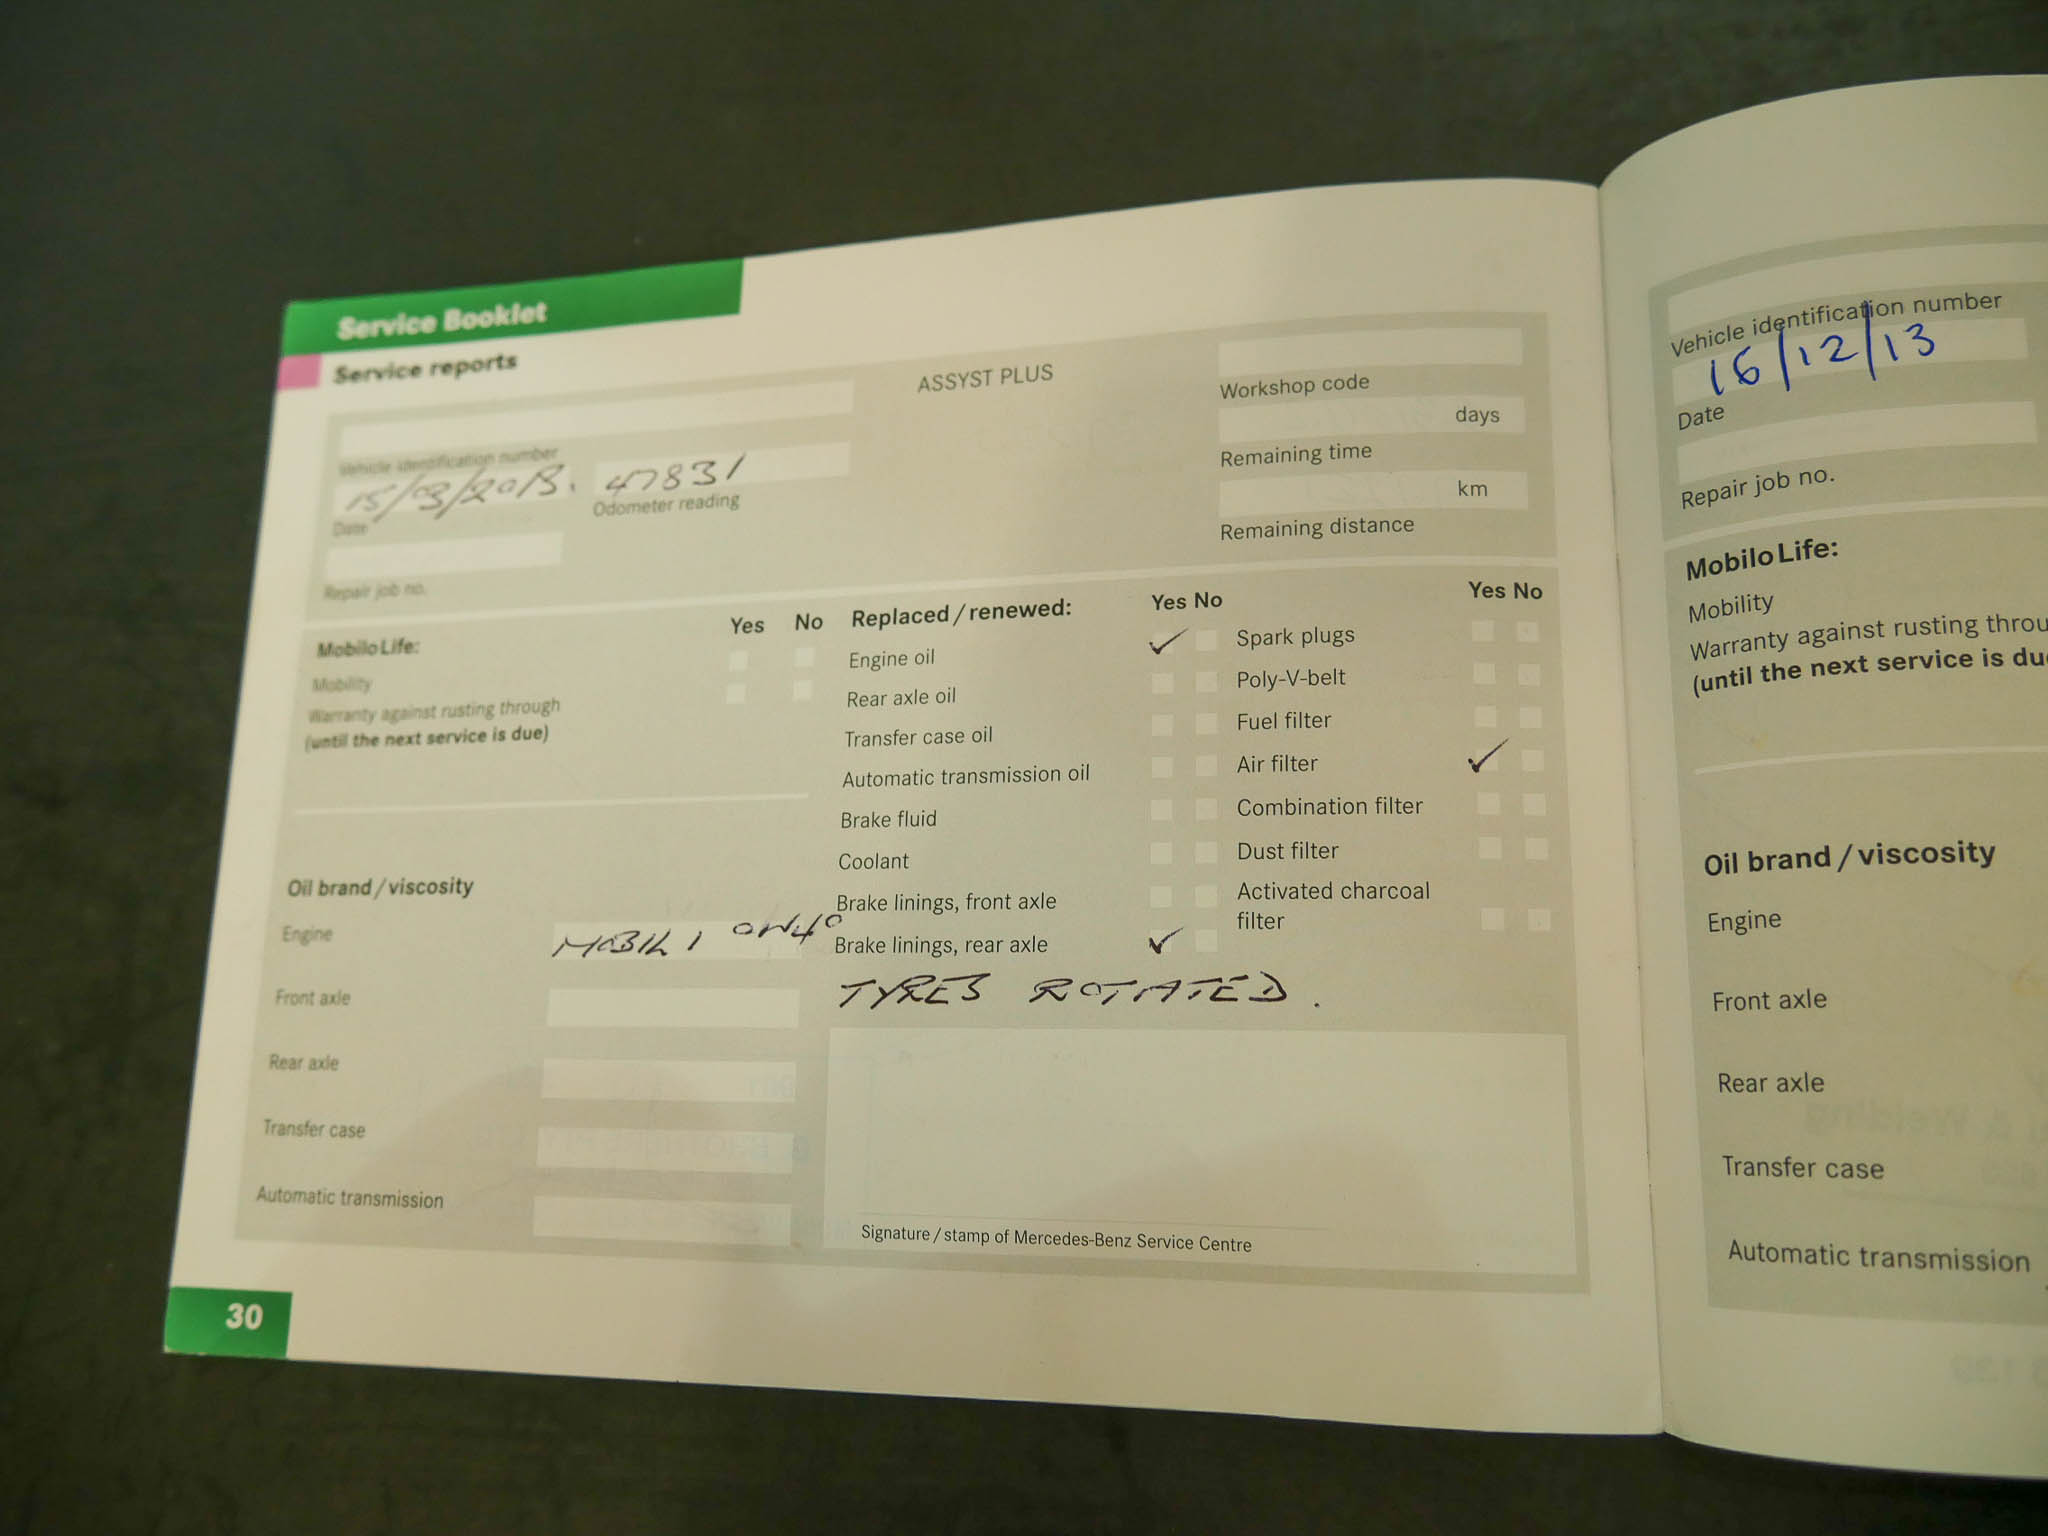 Service Booklet
Service reports
ASSYST PLUS
Vehicle identification number
Workshop code
15/03/2013. 47831
days
Date
Odometer reading
Remaining time
km
Repair job no.
Remaining distance
Yes No
MobiloLife:
Mobility
Warranty against rusting through
(until the next service is due)
Replaced / renewed:
Yes No
Yes No
Engine oil ✓
Rear axle oil
Transfer case oil
Automatic transmission oil
Brake fluid
Coolant
Brake linings, front axle
Brake linings, rear axle ✓
Spark plugs
Poly-V-belt
Fuel filter
Air filter ✓
Combination filter
Dust filter
Activated charcoal
filter
TYRES ROTATED.
Oil brand / viscosity
Engine MOBIL 1 0W40
Front axle
Rear axle
Transfer case
Automatic transmission
Signature / stamp of Mercedes-Benz Service Centre
30
Vehicle identification number
16/12/13
Date
Repair job no.
MobiloLife:
Mobility
Warranty against rusting throu
(until the next service is du
Oil brand / viscosity
Engine
Front axle
Rear axle
Transfer case
Automatic transmission